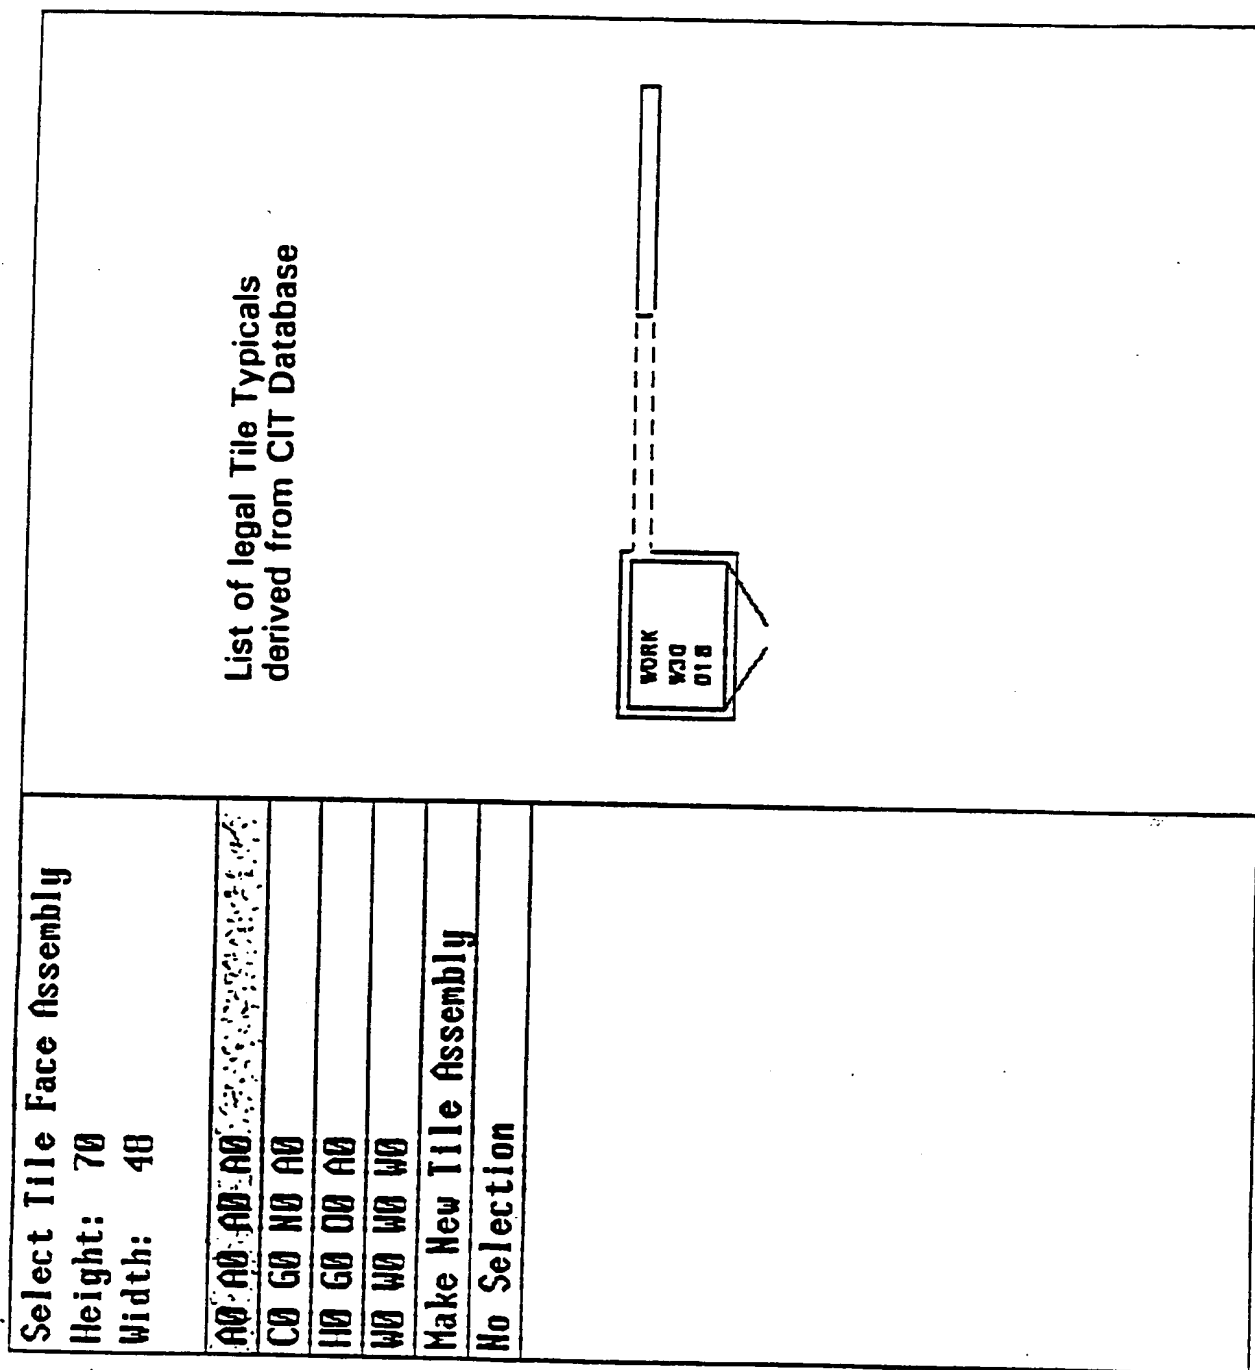 Select Tile Face Assembly
Height: 70
Width: 48
A0 A0 A0 A0 A0
C0 G0 N0 A0
H0 G0 O0 A0
W0 W0 W0 W0
Make New Tile Assembly
No Selection
List of legal Tile Typicals
derived from CIT Database
WORK
W30
018